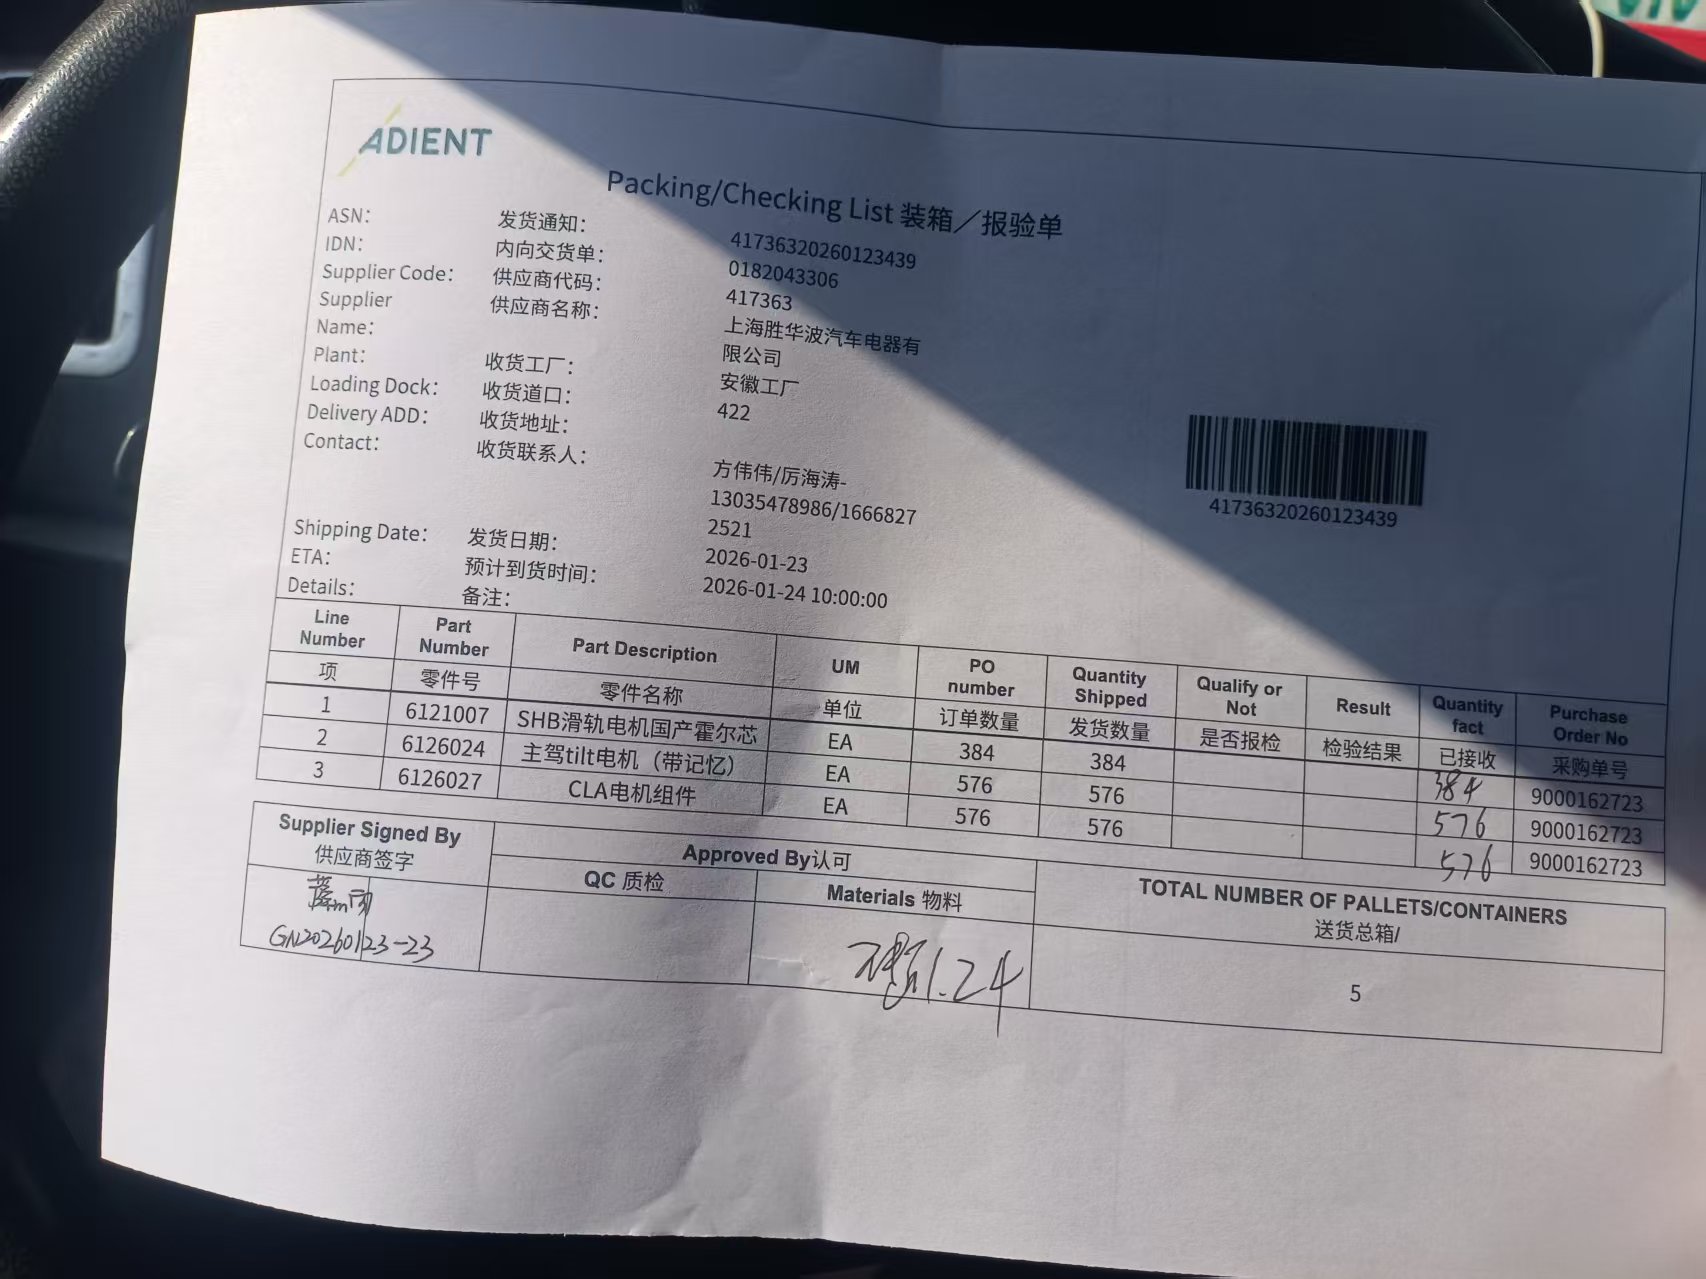 ADIENT
Packing/Checking List 装箱／报验单
ASN: 发货通知: 41736320260123439
IDN: 内向交货单: 0182043306
Supplier Code: 供应商代码: 417363
Supplier Name: 供应商名称: 上海胜华波汽车电器有
限公司
Plant: 收货工厂: 安徽工厂
Loading Dock: 收货道口: 422
Delivery ADD: 收货地址:
Contact: 收货联系人: 方伟伟/厉海涛-
13035478986/1666827
2521
Shipping Date: 发货日期: 2026-01-23
ETA: 预计到货时间: 2026-01-24 10:00:00
Details: 备注:
41736320260123439
Line Number Part Number Part Description UM PO number Quantity Shipped Qualify or Not Result Quantity fact Purchase Order No
项 零件号 零件名称 单位 订单数量 发货数量 是否报检 检验结果 已接收 采购单号
1 6121007 SHB滑轨电机国产霍尔芯 EA 384 384 384 9000162723
2 6126024 主驾tilt电机（带记忆） EA 576 576 576 9000162723
3 6126027 CLA电机组件 EA 576 576 576 9000162723
Supplier Signed By
供应商签字
Approved By认可
QC 质检
Materials 物料
TOTAL NUMBER OF PALLETS/CONTAINERS
送货总箱/
GN20260123-23
1.24
5